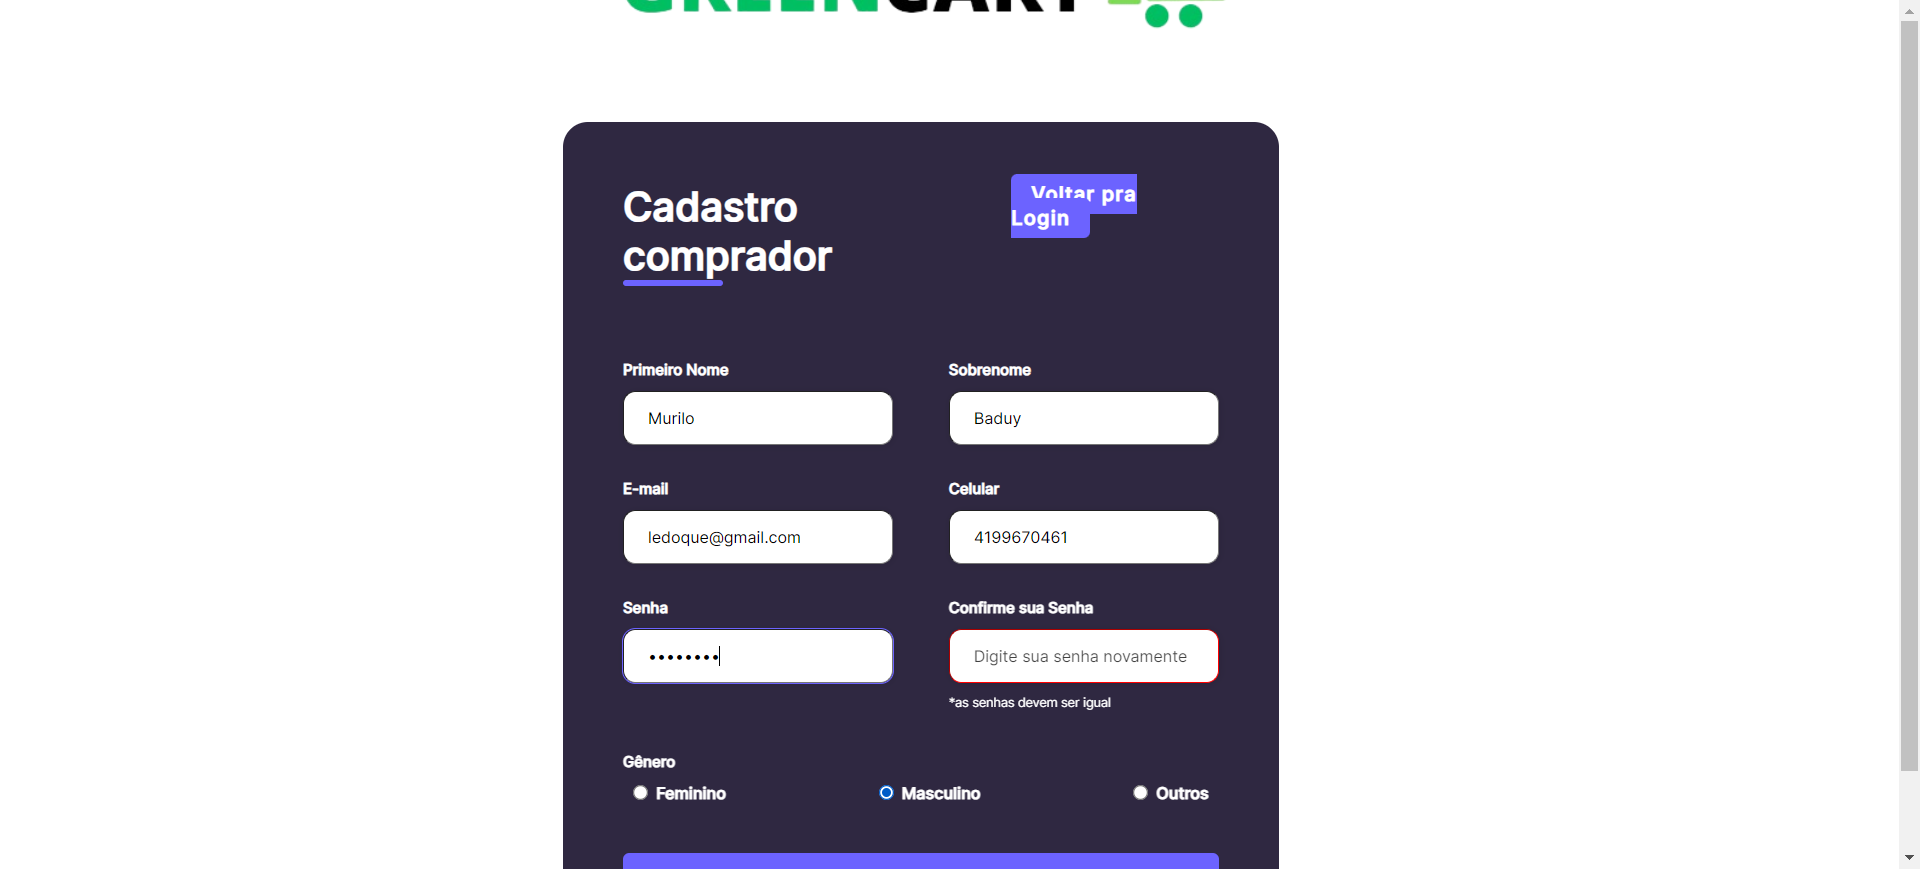 GREENCART
Cadastro
comprador
Voltar pra
Login
Primeiro Nome
Sobrenome
Murilo
Baduy
E-mail
Celular
ledoque@gmail.com
4199670461
Senha
Confirme sua Senha
••••••••
Digite sua senha novamente
*as senhas devem ser igual
Gênero
Feminino
Masculino
Outros